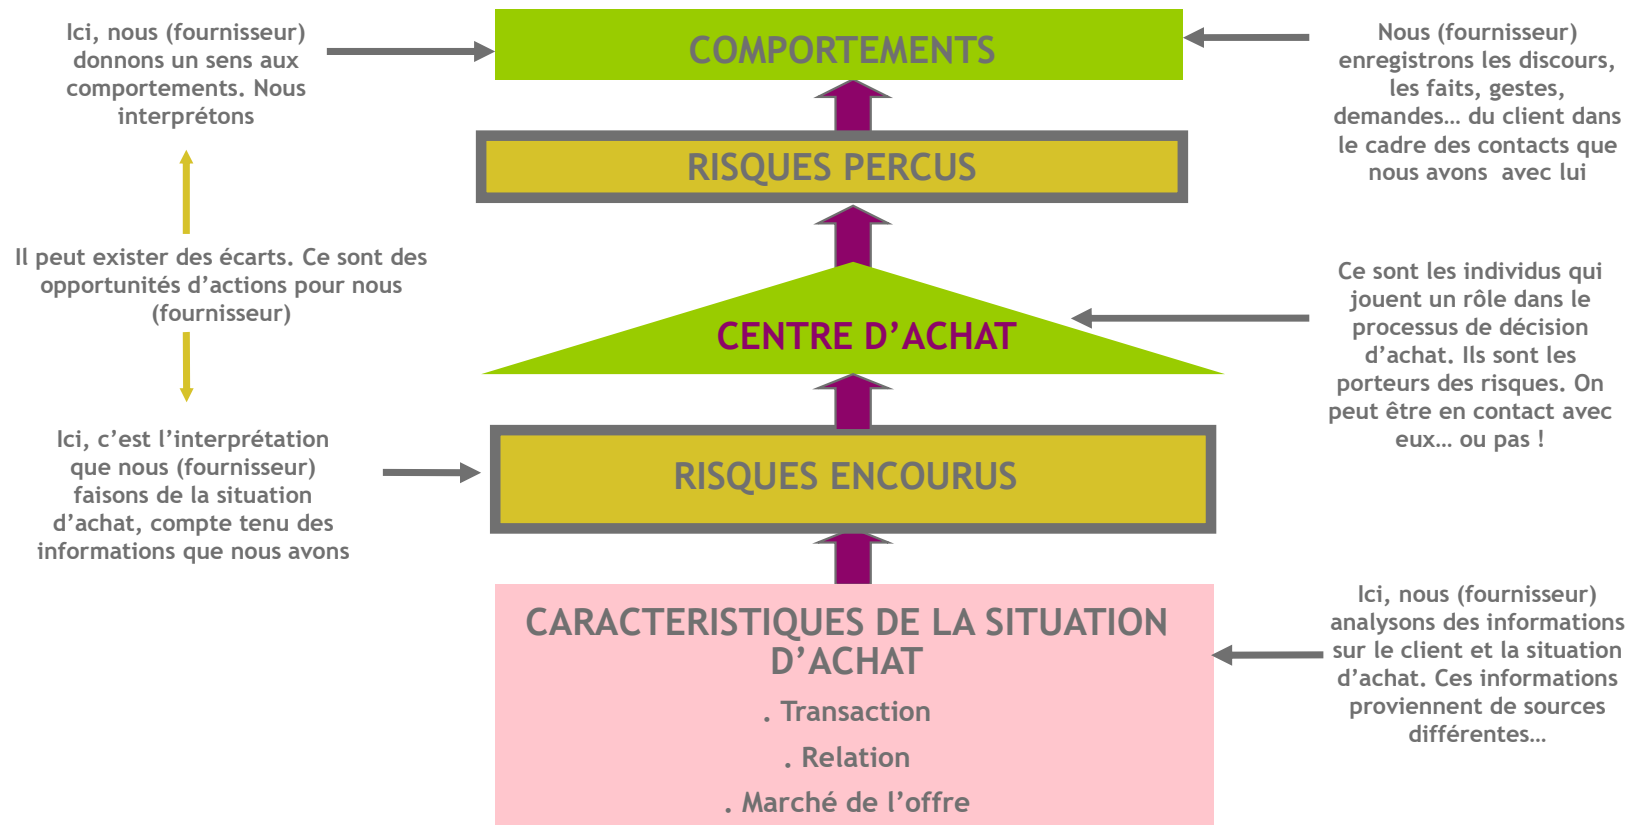 Ici, nous (fournisseur)
donnons un sens aux
comportements. Nous
interprétons
COMPORTEMENTS
Nous (fournisseur)
enregistrons les discours,
les faits, gestes,
demandes… du client dans
le cadre des contacts que
nous avons  avec lui
RISQUES PERCUS
Il peut exister des écarts. Ce sont des
opportunités d’actions pour nous
(fournisseur)
CENTRE D’ACHAT
Ce sont les individus qui
jouent un rôle dans le
processus de décision
d’achat. Ils sont les
porteurs des risques. On
peut être en contact avec
eux… ou pas !
Ici, c’est l’interprétation
que nous (fournisseur)
faisons de la situation
d’achat, compte tenu des
informations que nous avons
RISQUES ENCOURUS
CARACTERISTIQUES DE LA SITUATION
D’ACHAT
. Transaction
. Relation
. Marché de l’offre
Ici, nous (fournisseur)
analysons des informations
sur le client et la situation
d’achat. Ces informations
proviennent de sources
différentes…